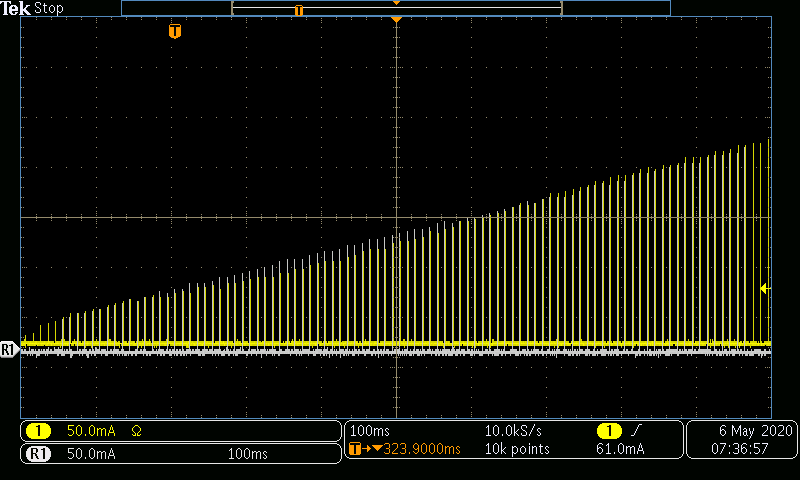 Tek Stop
T
T
R1
1 50.0mA Ω
R1 50.0mA 100ms
100ms 10.0kS/s 1
T→▼323.9000ms 10k points 61.0mA
6 May 2020
07:36:57